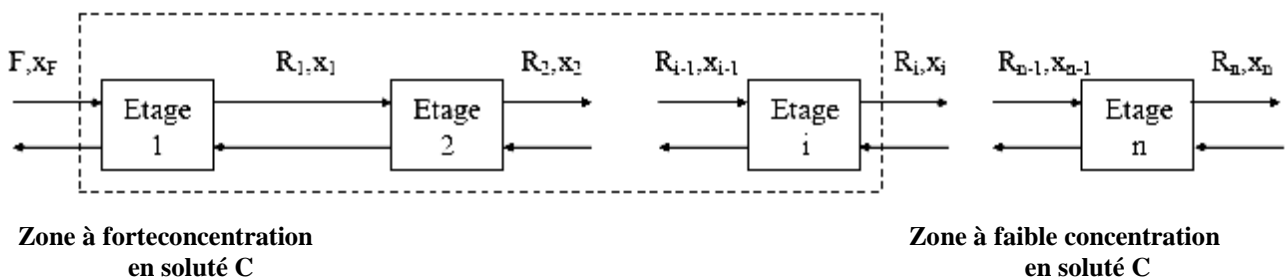 F,xF R1,x1 R2,x2 Ri-1,xi-1 Ri,xi Rn-1,xn-1 Rn,xn
Etage Etage Etage Etage
1 2 i n
Zone à forteconcentration Zone à faible concentration
en soluté C en soluté C